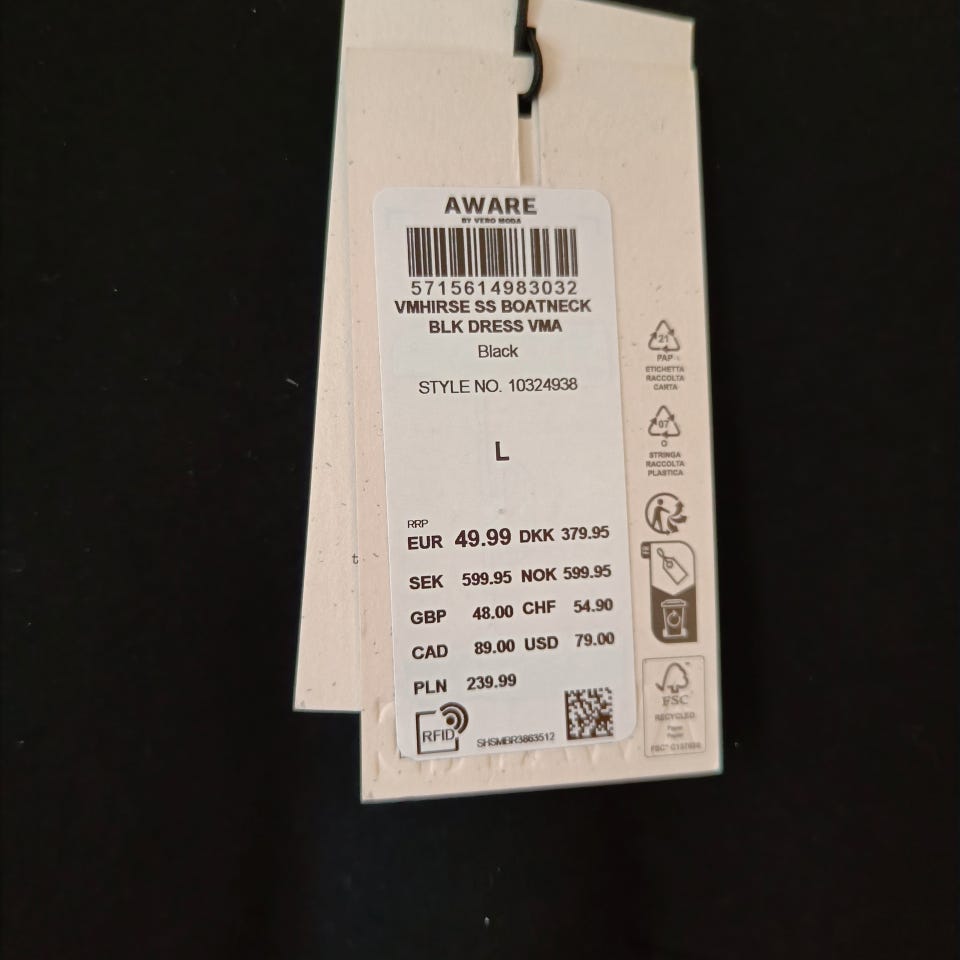 AWARE
BY VERO MODA
5715614983032
VMHIRSE SS BOATNECK
BLK DRESS VMA
Black
STYLE NO. 10324938
L
RRP
EUR 49.99 DKK 379.95
SEK 599.95 NOK 599.95
GBP 48.00 CHF 54.90
CAD 89.00 USD 79.00
PLN 239.99
RFID
SHSMBR3863512
21
PAP
ETICHETTA
RACCOLTA
CARTA
07
O
STRINGA
RACCOLTA
PLASTICA
FR
FSC
RECYCLED
Paper
t